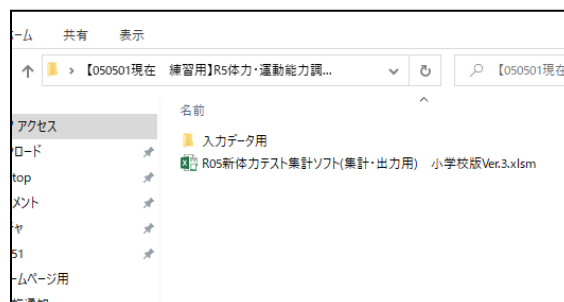 ーム 共有 表示
【050501現在 練習用】R5体力・運動能力調...
【050501現在
名前
アクセス
入力データ用
ンロード
R05新体力テスト集計ソフト(集計・出力用) 小学校版Ver.3.xlsm
top
メント
チャ
51
ームページ用